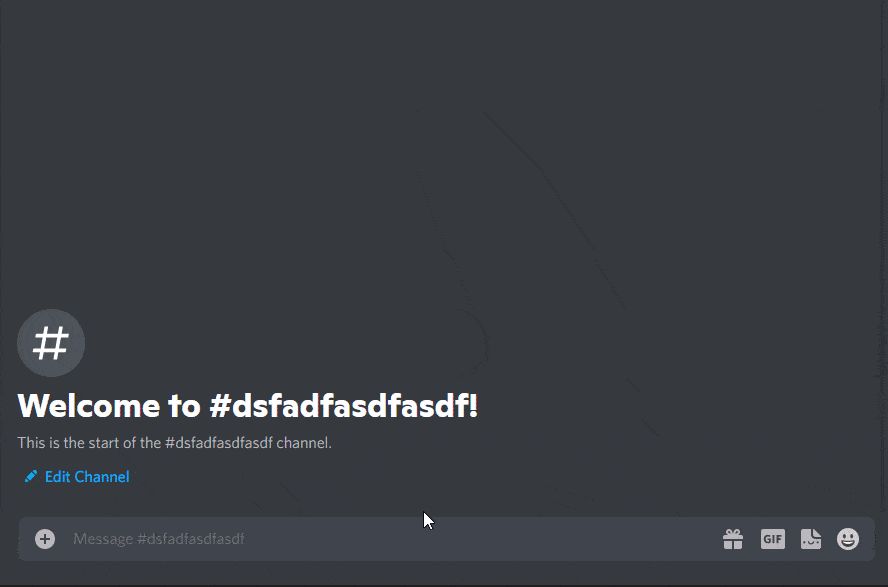 #
Welcome to #dsfadfasdfasdf!
This is the start of the #dsfadfasdfasdf channel.
Edit Channel
Message #dsfadfasdfasdf
GIF